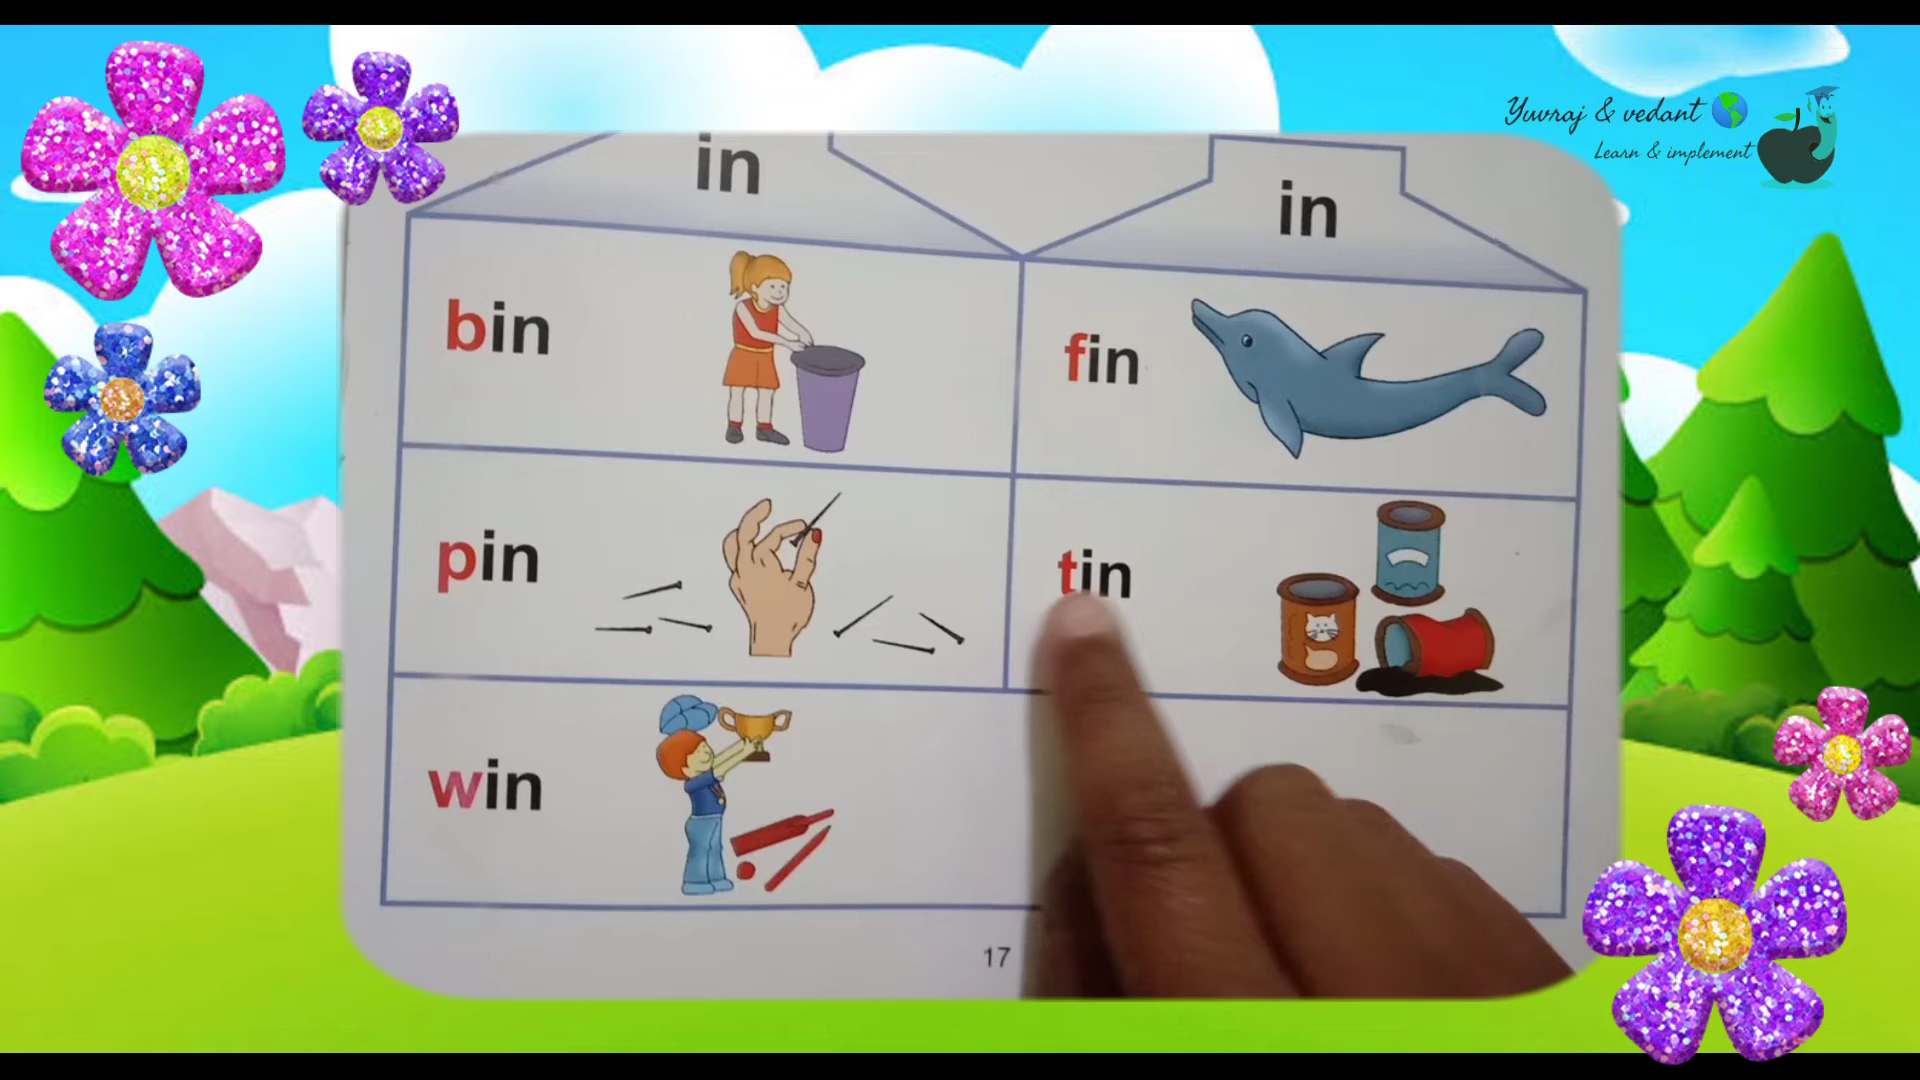 Yuvraj & vedant
Learn & implement
in
in
bin
fin
pin
tin
win
17